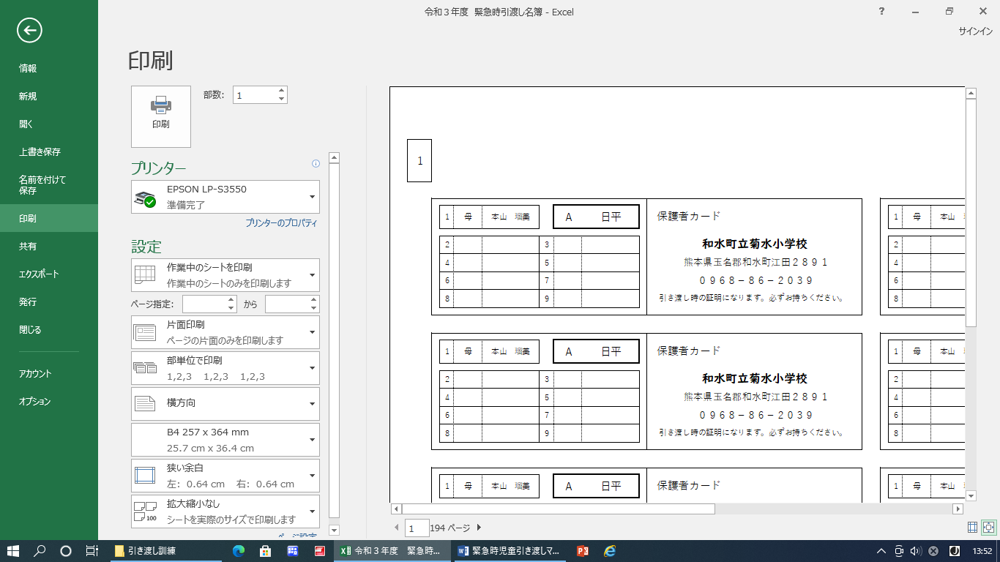 令和３年度　緊急時引渡し名簿 - Excel
?
サインイン
情報
新規
開く
上書き保存
名前を付けて
保存
印刷
共有
エクスポート
発行
閉じる
アカウント
オプション
印刷
印刷
部数: 1
プリンター
EPSON LP-S3550
準備完了
プリンターのプロパティ
設定
作業中のシートを印刷
作業中のシートのみを印刷します
ページ指定: から
片面印刷
ページの片面のみを印刷します
部単位で印刷
1,2,3 1,2,3 1,2,3
横方向
B4 257 x 364 mm
25.7 cm x 36.4 cm
狭い余白
左: 0.64 cm 右: 0.64 cm
拡大縮小なし
シートを実際のサイズで印刷します
100
ページ設定
1
1 母 本山　瑠美 A 日平 保護者カード 1 母 本山
和水町立菊水小学校
2 3 2
熊本県玉名郡和水町江田２８９１
4 5 4
０９６８－８６－２０３９
6 7 6
引き渡し時の証明になります。必ずお持ちください。
8 9 8
1 母 本山　瑠美 A 日平 保護者カード 1 母 本山
和水町立菊水小学校
2 3 2
熊本県玉名郡和水町江田２８９１
4 5 4
０９６８－８６－２０３９
6 7 6
引き渡し時の証明になります。必ずお持ちください。
8 9 8
1 母 本山　瑠美 A 日平 保護者カード 1 母 本山
1 194 ページ
引き渡し訓練
令和３年度　緊急時...
緊急時児童引き渡しマ...
13:52